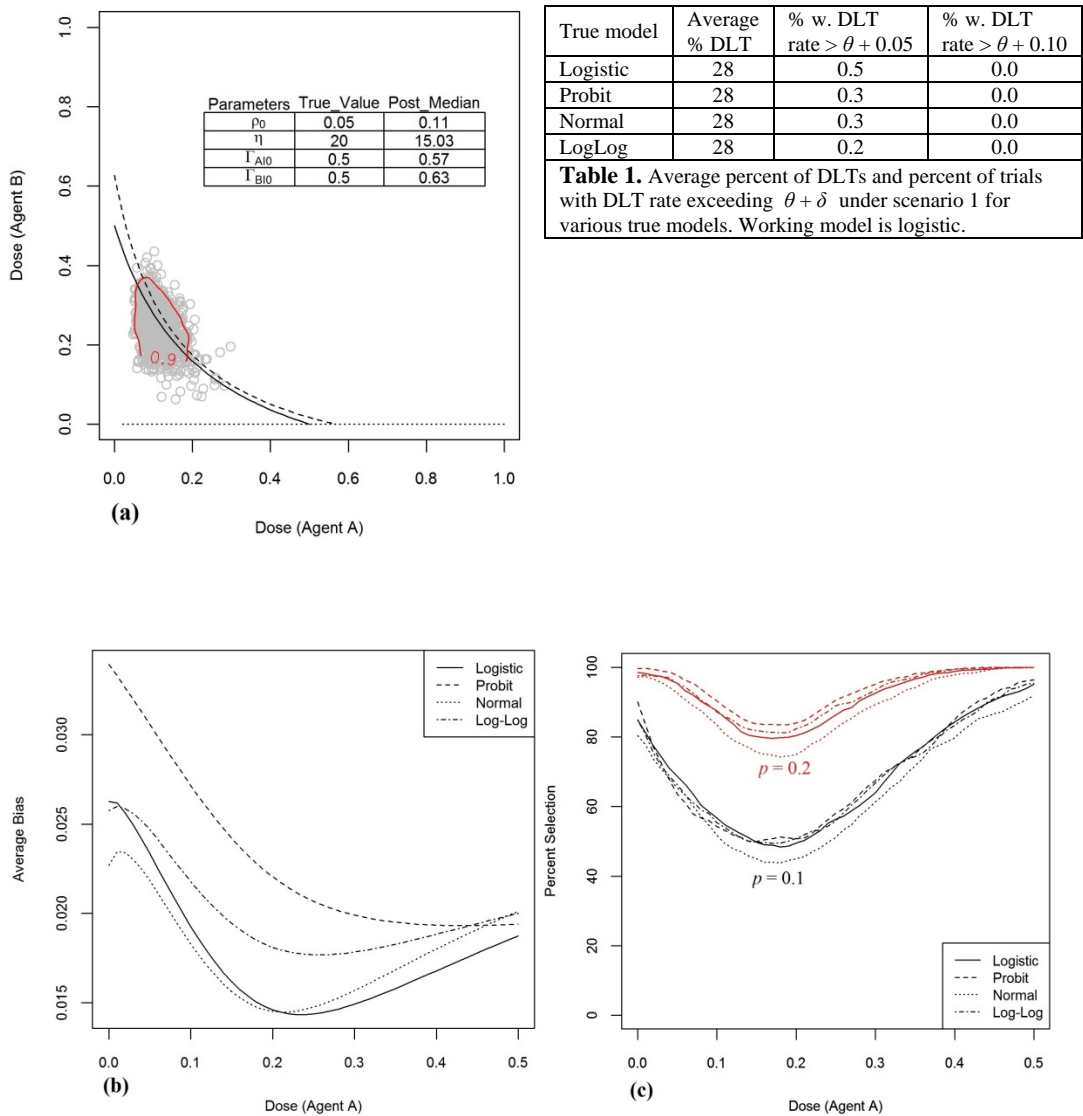 1.0
0.8
0.6
0.4
0.2
0.0
Dose (Agent B)
Parameters True_Value Post_Median
ρ0 0.05 0.11
η 20 15.03
ΓAI0 0.5 0.57
ΓBI0 0.5 0.63
0.9
0.0 0.2 0.4 0.6 0.8 1.0
(a)
Dose (Agent A)
True model Average % DLT % w. DLT rate > θ + 0.05 % w. DLT rate > θ + 0.10
Logistic 28 0.5 0.0
Probit 28 0.3 0.0
Normal 28 0.3 0.0
LogLog 28 0.2 0.0
Table 1. Average percent of DLTs and percent of trials
with DLT rate exceeding θ + δ under scenario 1 for
various true models. Working model is logistic.
Average Bias
0.030
0.025
0.020
0.015
Logistic
Probit
Normal
Log-Log
0.0 0.1 0.2 0.3 0.4 0.5
(b)
Dose (Agent A)
Percent Selection
100
80
60
40
20
0
p = 0.2
p = 0.1
Logistic
Probit
Normal
Log-Log
0.0 0.1 0.2 0.3 0.4 0.5
(c)
Dose (Agent A)